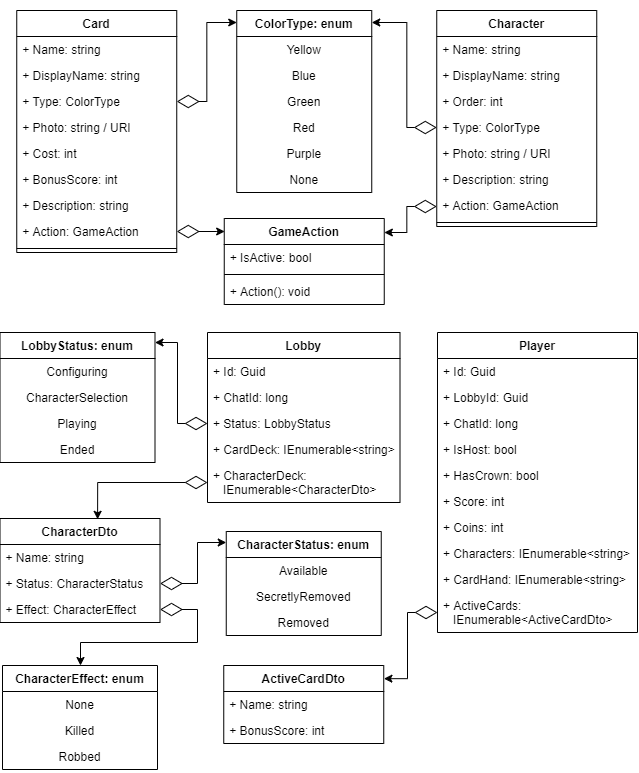 Card
+ Name: string
+ DisplayName: string
+ Type: ColorType
+ Photo: string / URI
+ Cost: int
+ BonusScore: int
+ Description: string
+ Action: GameAction
ColorType: enum
Yellow
Blue
Green
Red
Purple
None
Character
+ Name: string
+ DisplayName: string
+ Order: int
+ Type: ColorType
+ Photo: string / URI
+ Description: string
+ Action: GameAction
GameAction
+ IsActive: bool
+ Action(): void
LobbyStatus: enum
Configuring
CharacterSelection
Playing
Ended
Lobby
+ Id: Guid
+ ChatId: long
+ Status: LobbyStatus
+ CardDeck: IEnumerable<string>
+ CharacterDeck:
IEnumerable<CharacterDto>
Player
+ Id: Guid
+ LobbyId: Guid
+ ChatId: long
+ IsHost: bool
+ HasCrown: bool
+ Score: int
+ Coins: int
+ Characters: IEnumerable<string>
+ CardHand: IEnumerable<string>
+ ActiveCards:
IEnumerable<ActiveCardDto>
CharacterDto
+ Name: string
+ Status: CharacterStatus
+ Effect: CharacterEffect
CharacterStatus: enum
Available
SecretlyRemoved
Removed
CharacterEffect: enum
None
Killed
Robbed
ActiveCardDto
+ Name: string
+ BonusScore: int